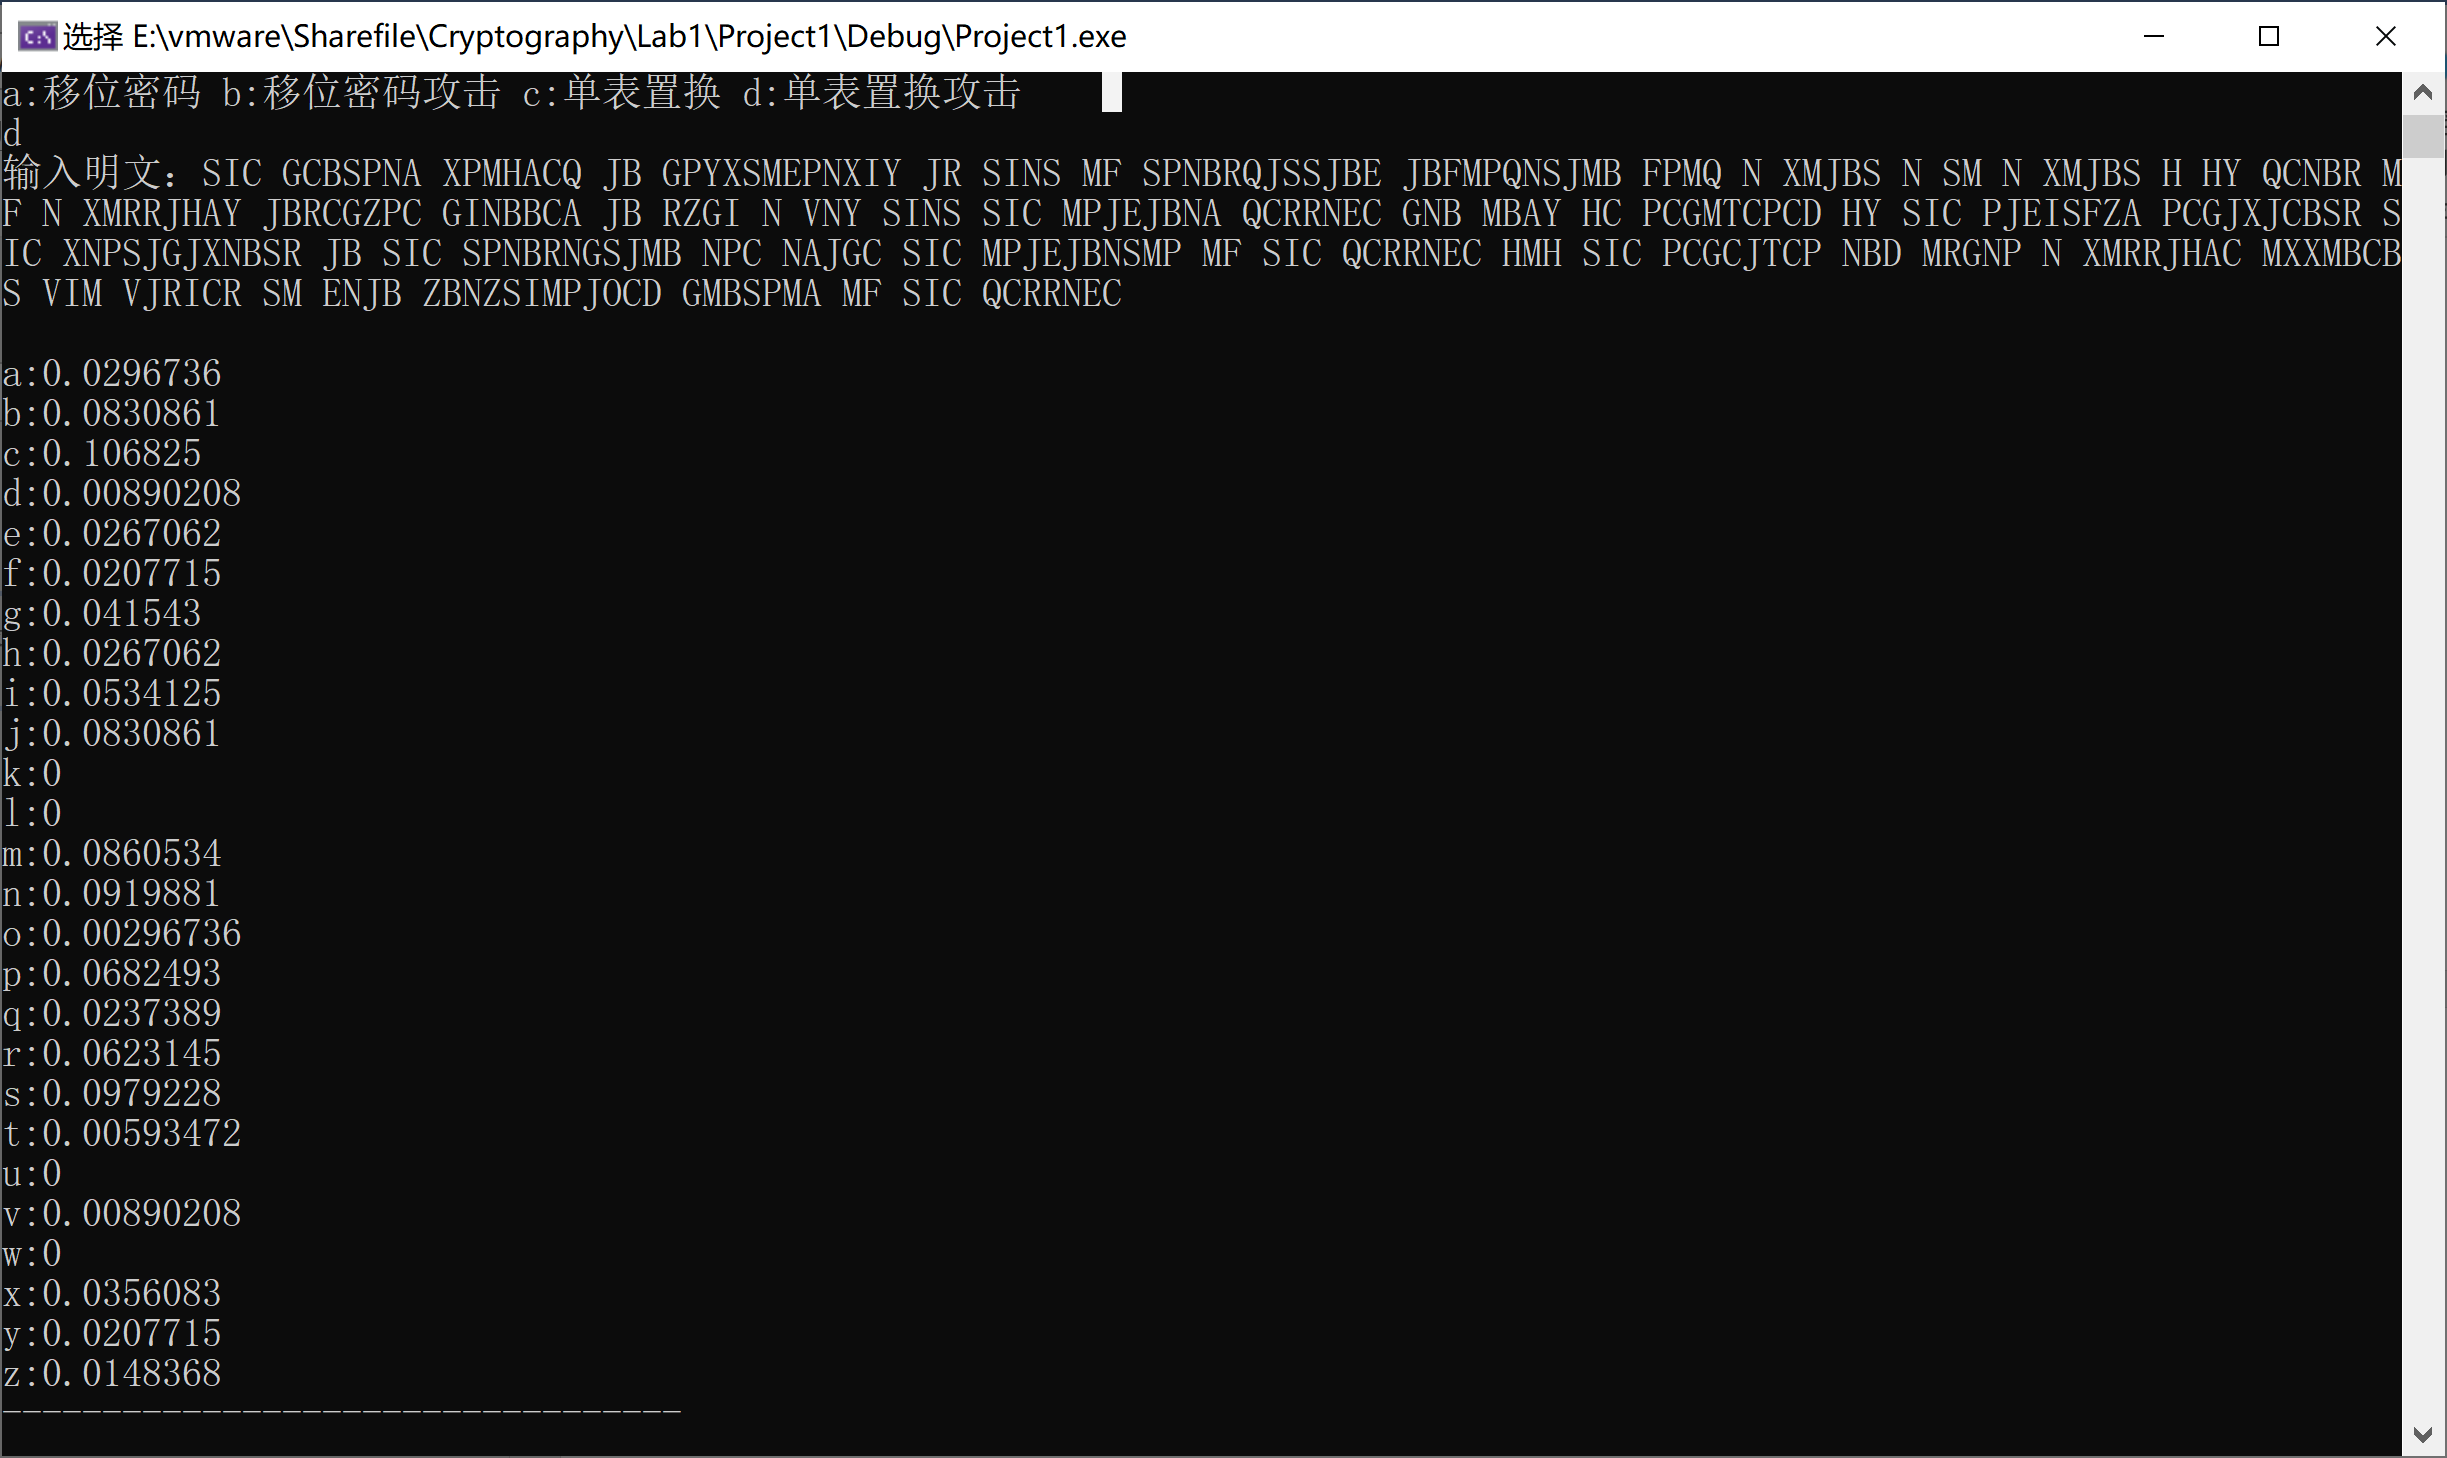 选择 E:\vmware\Sharefile\Cryptography\Lab1\Project1\Debug\Project1.exe
a:移位密码 b:移位密码攻击 c:单表置换 d:单表置换攻击
d
输入明文: SIC GCBSPNA XPMHACQ JB GPYXSMEPNXIY JR SINS MF SPNBRQJSSJBE JBFMPQNSJMB FPMQ N XMJBS N SM N XMJBS H HY QCNBR M
F N XMRRJHAY JBRCGZPC GINBBCA JB RZGI N VNY SINS SIC MPJEJBNA QCRRNEC GNB MBAY HC PCGMTCPCD HY SIC PJEISFZA PCGJXJCBSR S
IC XNPSJGJXNBSR JB SIC SPNBRNGSJMB NPC NAJGC SIC MPJEJBNSMP MF SIC QCRRNEC HMH SIC PCGCJTCP NBD MRGNP N XMRRJHAC MXXMBCB
S VIM VJRICR SM ENJB ZBNZSIMPJOCD GMBSPMA MF SIC QCRRNEC
a:0.0296736
b:0.0830861
c:0.106825
d:0.00890208
e:0.0267062
f:0.0207715
g:0.041543
h:0.0267062
i:0.0534125
j:0.0830861
k:0
l:0
m:0.0860534
n:0.0919881
o:0.00296736
p:0.0682493
q:0.0237389
r:0.0623145
s:0.0979228
t:0.00593472
u:0
v:0.00890208
w:0
x:0.0356083
y:0.0207715
z:0.0148368
----------------------------------